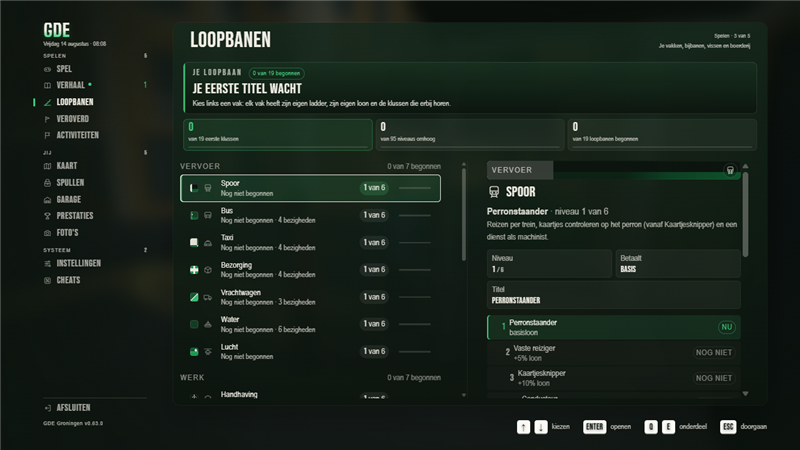 GDE
Vrijdag 14 augustus · 08:08
SPELEN 5
SPEL
VERHAAL 1
LOOPBANEN
VEROVERD
ACTIVITEITEN
JIJ 5
KAART
SPULLEN
GARAGE
PRESTATIES
FOTO'S
SYSTEEM 2
INSTELLINGEN
CHEATS
AFSLUITEN
GDE Groningen v0.63.0
LOOPBANEN
Spelen · 3 van 5
Je vakken, bijbanen, vissen en boerderij
JE LOOPBAAN 0 van 19 begonnen
JE EERSTE TITEL WACHT
Kies links een vak: elk vak heeft zijn eigen ladder, zijn eigen loon en de klussen die erbij horen.
0
van 19 eerste klussen
0
van 95 niveaus omhoog
0
van 19 loopbanen begonnen
VERVOER 0 van 7 begonnen
Spoor
Nog niet begonnen
1 van 6
Bus
Nog niet begonnen · 4 bezigheden
1 van 6
Taxi
Nog niet begonnen · 4 bezigheden
1 van 6
Bezorging
Nog niet begonnen · 4 bezigheden
1 van 6
Vrachtwagen
Nog niet begonnen · 3 bezigheden
1 van 6
Water
Nog niet begonnen · 6 bezigheden
1 van 6
Lucht
Nog niet begonnen
1 van 6
WERK 0 van 7 begonnen
Handhaving
1 van 6
VERVOER
SPOOR
Perronstaander · niveau 1 van 6
Reizen per trein, kaartjes controleren op het perron (vanaf Kaartjesknipper) en een
dienst als machinist.
Niveau
1 / 6
Betaalt
BASIS
Titel
PERRONSTAANDER
1 Perronstaander
basisloon
NU
2 Vaste reiziger
+5% loon
NOG NIET
3 Kaartjesknipper
+10% loon
NOG NIET
↑ ↓ kiezen ENTER openen Q E onderdeel ESC doorgaan